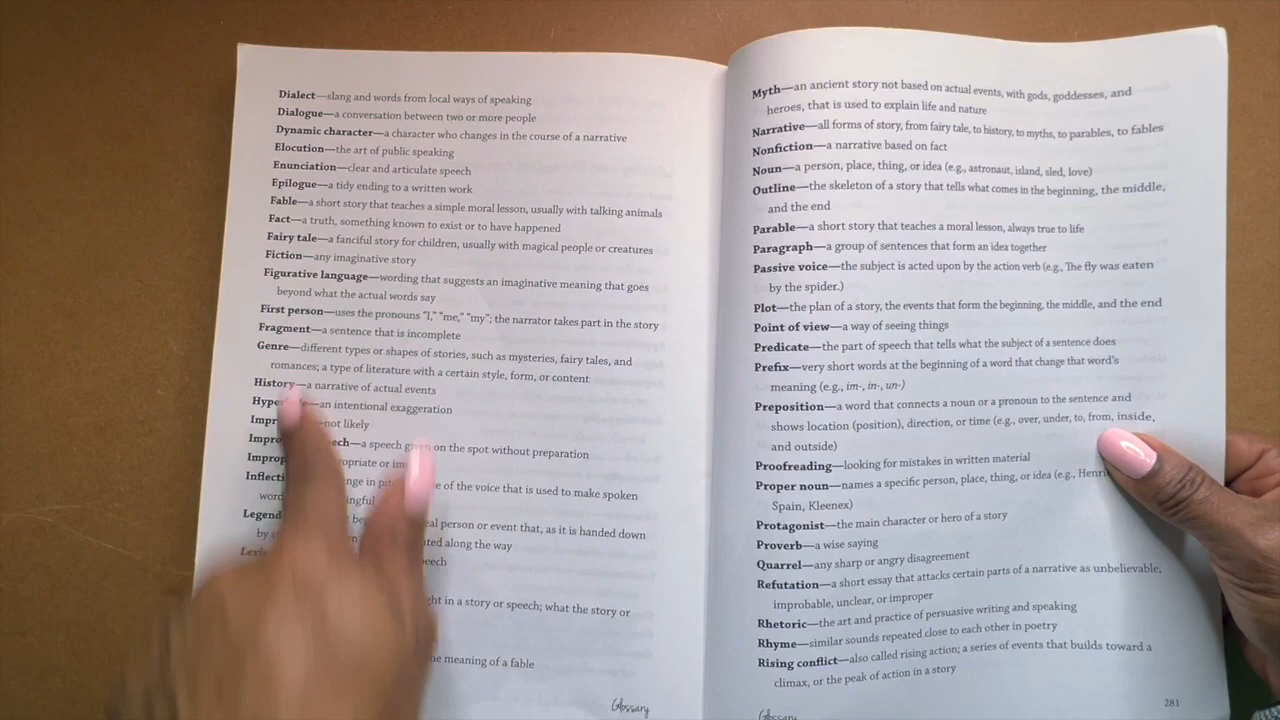 Dialect—slang and words from local ways of speaking
Dialogue—a conversation between two or more people
Dynamic character—a character who changes in the course of a narrative
Elocution—the art of public speaking
Enunciation—clear and articulate speech
Epilogue—a tidy ending to a written work
Fable—a short story that teaches a simple moral lesson, usually with talking animals
Fact—a truth, something known to exist or to have happened
Fairy tale—a fanciful story for children, usually with magical people or creatures
Fiction—any imaginative story
Figurative language—wording that suggests an imaginative meaning that goes
beyond what the actual words say
First person—uses the pronouns “I,” “me,” “my”; the narrator takes part in the story
Fragment—a sentence that is incomplete
Genre—different types or shapes of stories, such as mysteries, fairy tales, and
romances; a type of literature with a certain style, form, or content
History—a narrative of actual events
—an intentional exaggeration
not likely
—a speech given on the spot without preparation
or
Inflecti in of the voice that is used to make spoken
Legend person or event that, as it is handed down
by along the way
in a story or speech; what the story or
meaning of a fable
Glossary
Myth—an ancient story not based on actual events, with gods, goddesses, and
heroes, that is used to explain life and nature
Narrative—all forms of story, from fairy tale, to history, to myths, to parables, to fables
Nonfiction—a narrative based on fact
Noun—a person, place, thing, or idea (e.g., astronaut, island, sled, love)
Outline—the skeleton of a story that tells what comes in the beginning, the middle,
and the end
Parable—a short story that teaches a moral lesson, always true to life
Paragraph—a group of sentences that form an idea together
Passive voice—the subject is acted upon by the action verb (e.g., The fly was eaten
by the spider.)
Plot—the plan of a story, the events that form the beginning, the middle, and the end
Point of view—a way of seeing things
Predicate—the part of speech that tells what the subject of a sentence does
Prefix—very short words at the beginning of a word that change that word’s
meaning (e.g., im-, in-, un-)
Preposition—a word that connects a noun or a pronoun to the sentence and
shows location (position), direction, or time (e.g., over, under, to, from, inside,
and outside)
Proofreading—looking for mistakes in written material
Proper noun—names a specific person, place, thing, or idea (e.g., Henri
Spain, Kleenex)
Protagonist—the main character or hero of a story
Proverb—a wise saying
Quarrel—any sharp or angry disagreement
Refutation—a short essay that attacks certain parts of a narrative as unbelievable,
improbable, unclear, or improper
Rhetoric—the art and practice of persuasive writing and speaking
Rhyme—similar sounds repeated close to each other in poetry
Rising conflict—also called rising action; a series of events that builds toward a
climax, or the peak of action in a story
Glossary
281